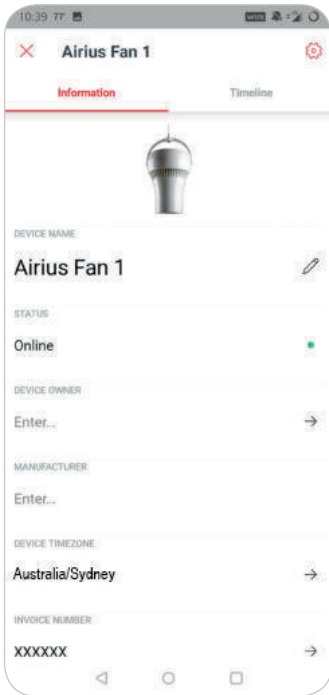 10:39
Airius Fan 1
Information Timeline
DEVICE NAME
Airius Fan 1
STATUS
Online
DEVICE OWNER
Enter...
MANUFACTURER
Enter...
DEVICE TIMEZONE
Australia/Sydney
INVOICE NUMBER
XXXXXX